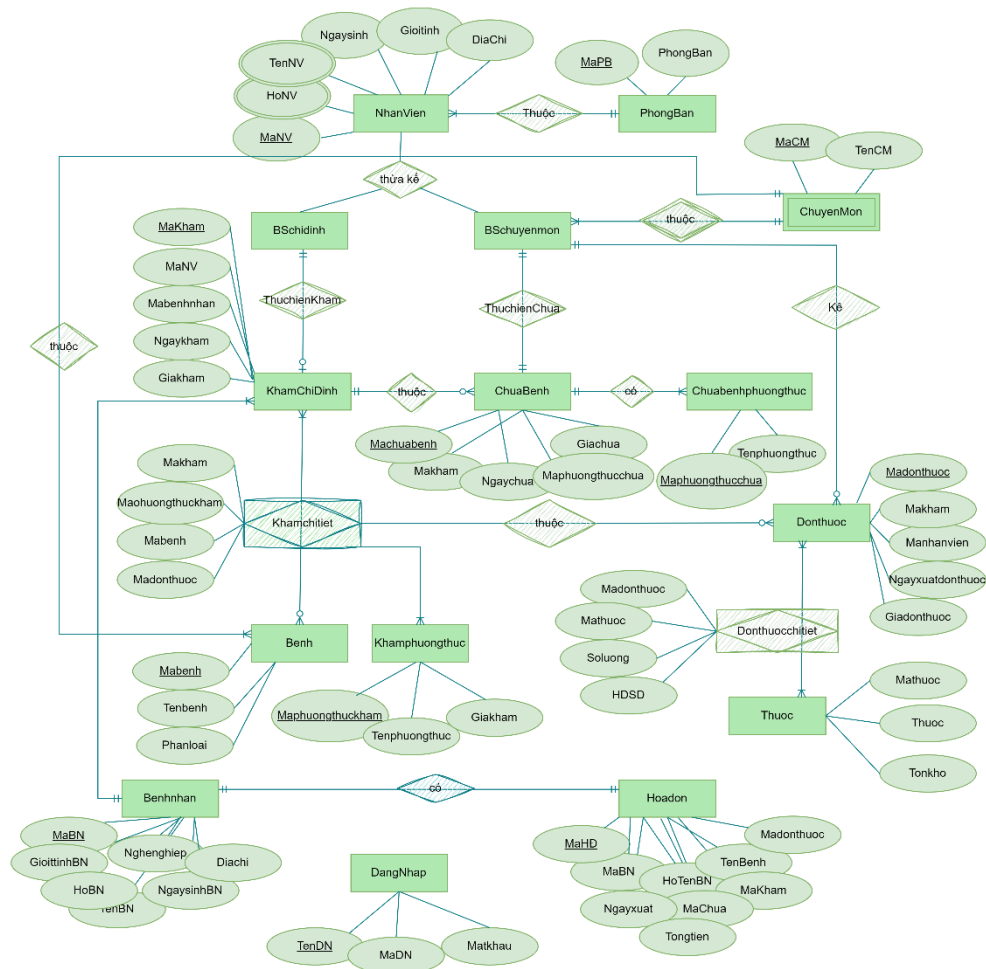 Ngaysinh
Gioitinh
DiaChi
TenNV
HoNV
MaNV
NhanVien
Thuộc
MaPB
PhongBan
PhongBan
MaCM
TenCM
ChuyenMon
thừa kế
BSchidinh
BSchuyenmon
thuộc
MaKham
MaNV
Mabenhnhan
Ngaykham
Giakham
ThuchienKham
ThuchienChua
Kê
thuộc
KhamChiDinh
thuộc
ChuaBenh
có
Chuabenhphuongthuc
Machuabenh
Makham
Ngaychua
Giachua
Maphuongthucchua
Tenphuongthuc
Maphuongthucchua
Makham
Maohuongthuckham
Mabenh
Madonthuoc
Khamchitiet
thuộc
Donthuoc
Madonthuoc
Makham
Manhanvien
Ngayxuatdonthuoc
Giadonthuoc
Madonthuoc
Mathuoc
Soluong
HDSD
Donthuocchitiet
Benh
Khamphuongthuc
Mabenh
Tenbenh
Phanloai
Maphuongthuckham
Tenphuongthuc
Giakham
Thuoc
Mathuoc
Thuoc
Tonkho
Benhnhan
có
Hoadon
MaBN
GioittinhBN
HoBN
TenBN
Nghenghiep
NgaysinhBN
Diachi
DangNhap
TenDN
MaDN
Matkhau
MaHD
MaBN
Ngayxuat
HoTenBN
Tongtien
MaChua
MaKham
TenBenh
Madonthuoc